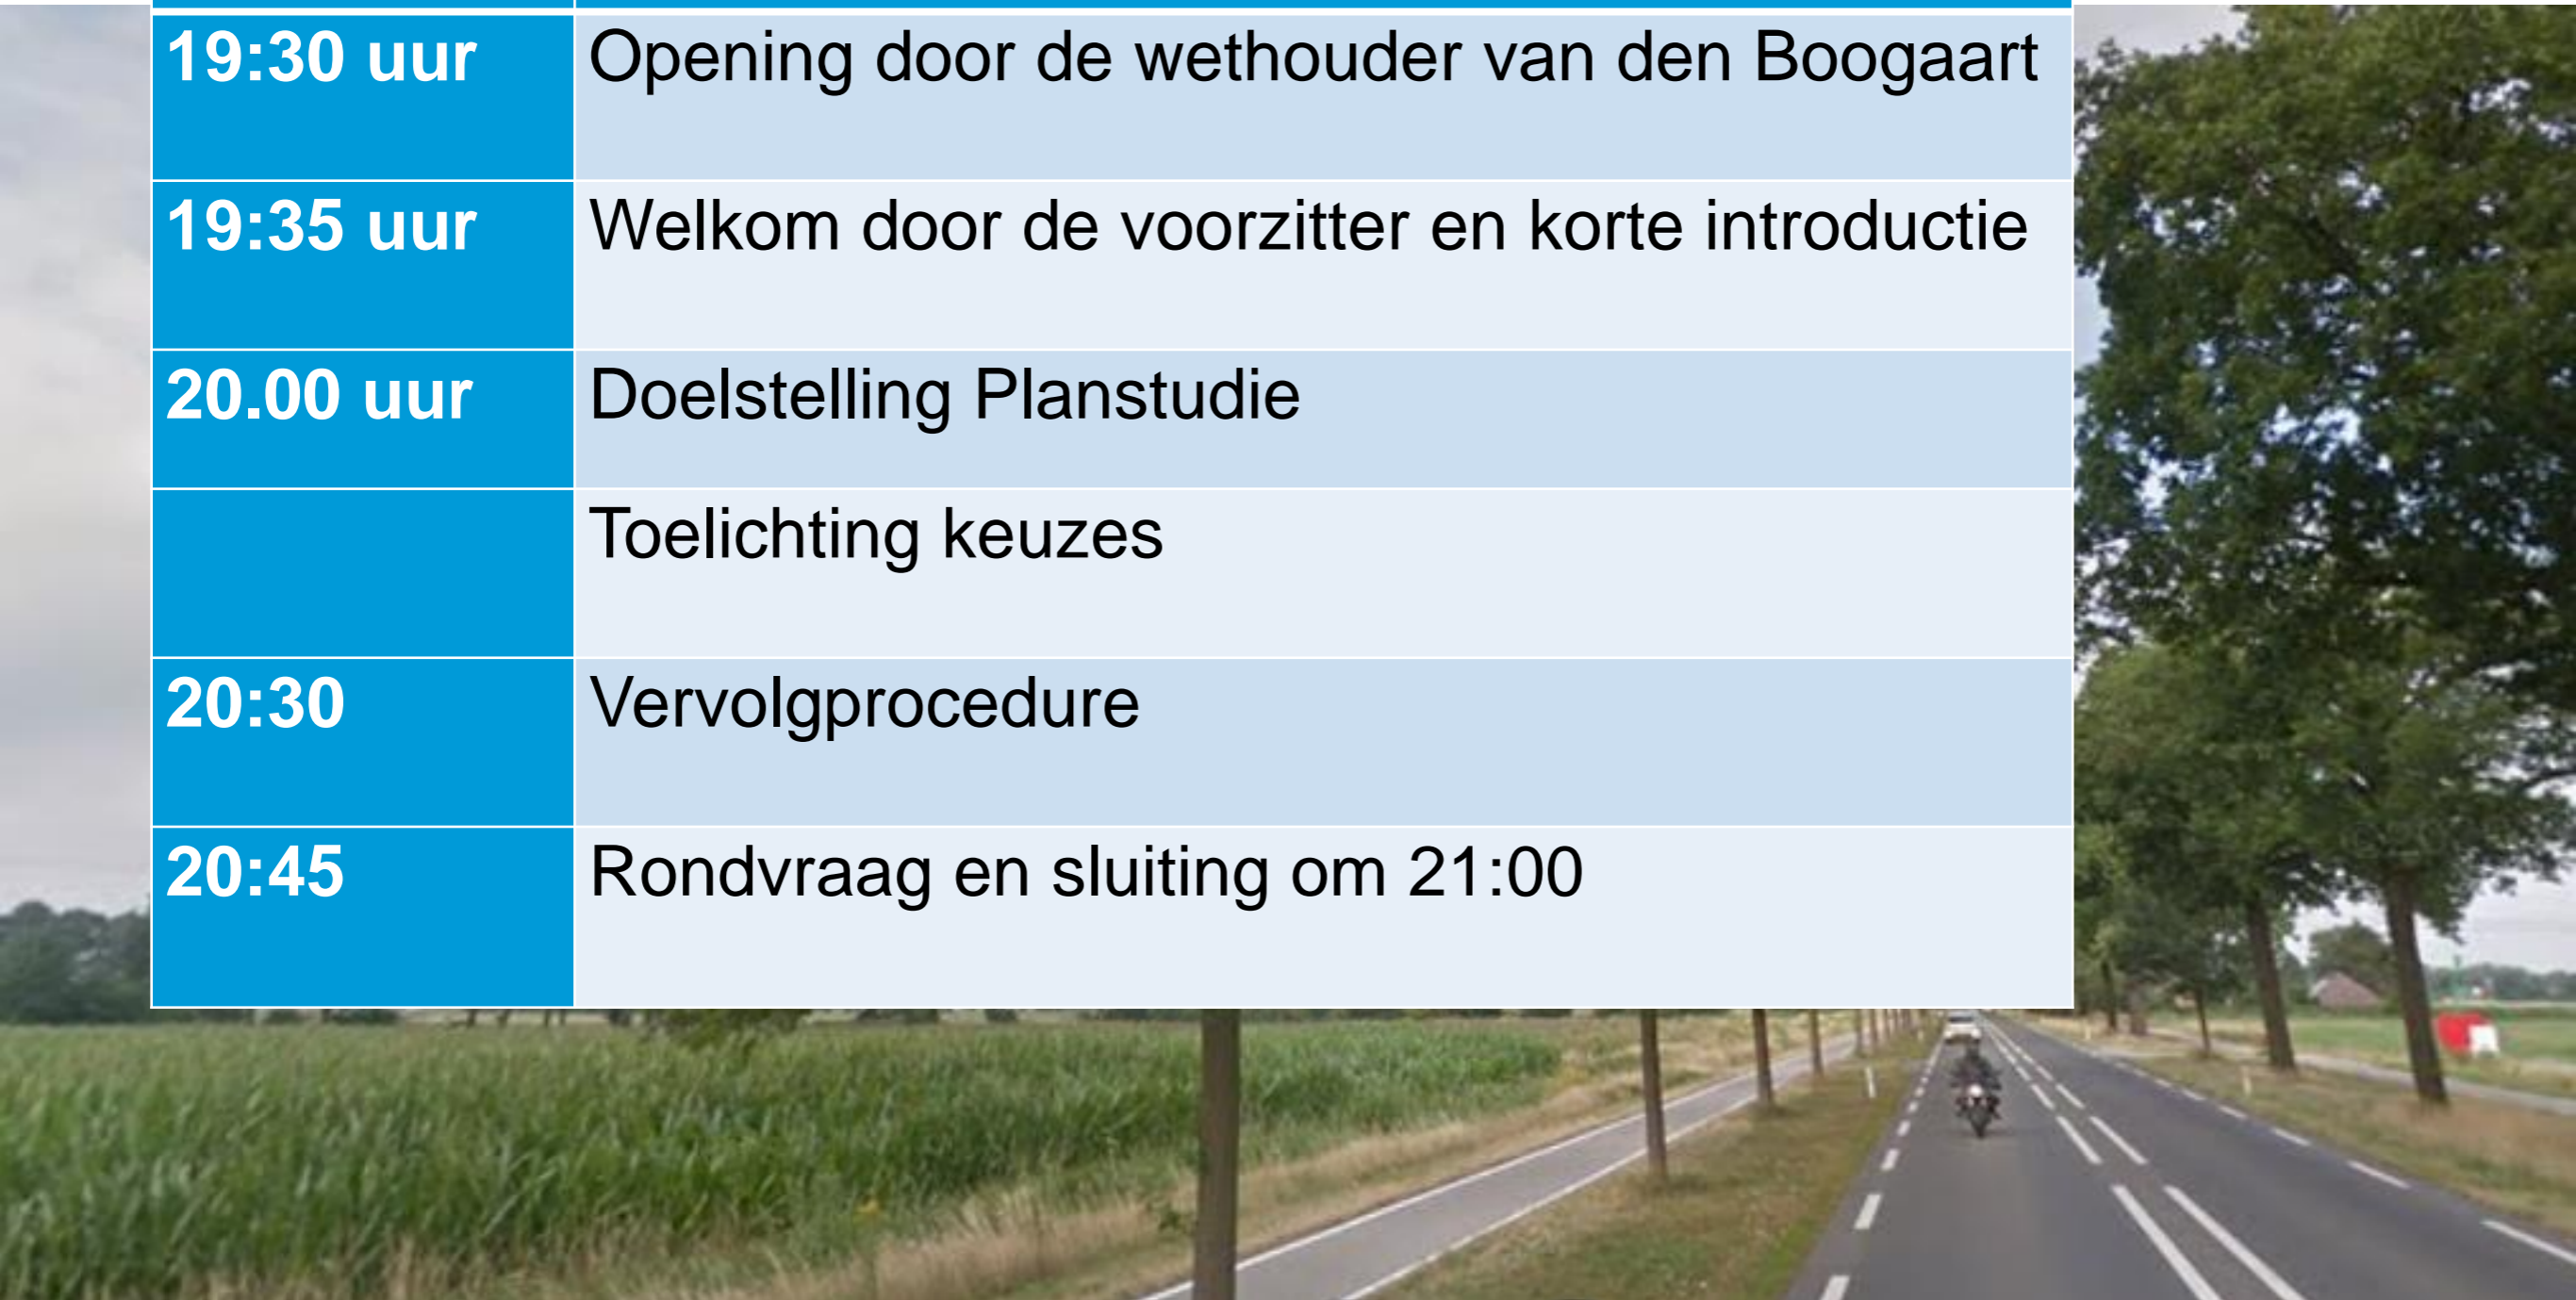 19:30 uur Opening door de wethouder van den Boogaart
19:35 uur Welkom door de voorzitter en korte introductie
20.00 uur Doelstelling Planstudie
Toelichting keuzes
20:30 Vervolgprocedure
20:45 Rondvraag en sluiting om 21:00